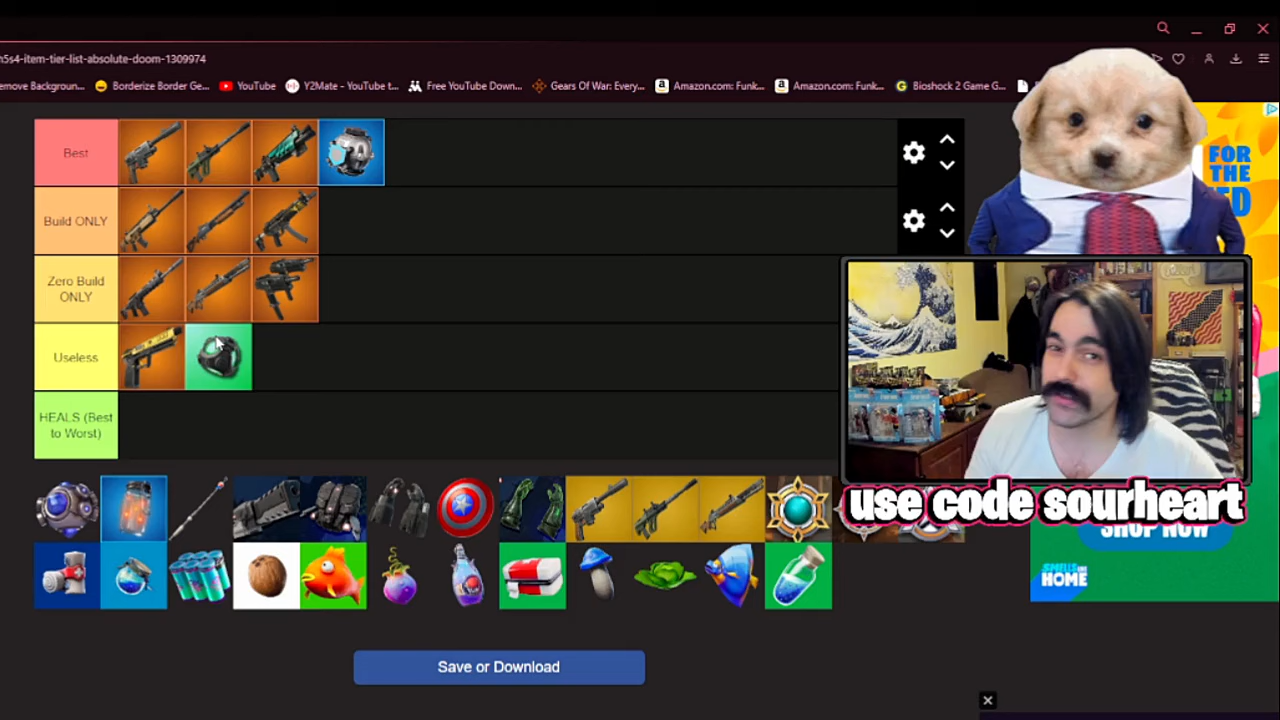 n5s4-item-tier-list-absolute-doom-1309974
emove Backgroun...
Borderize Border Ge...
YouTube
Y2Mate - YouTube t...
Free YouTube Down...
Gears Of War: Every...
Amazon.com: Funk...
Amazon.com: Funk...
Bioshock 2 Game G...
FOR
THE
Best
Build ONLY
Zero Build
ONLY
Useless
HEALS (Best
to Worst)
use code sourheart
SHOP NOW
HOME
Save or Download